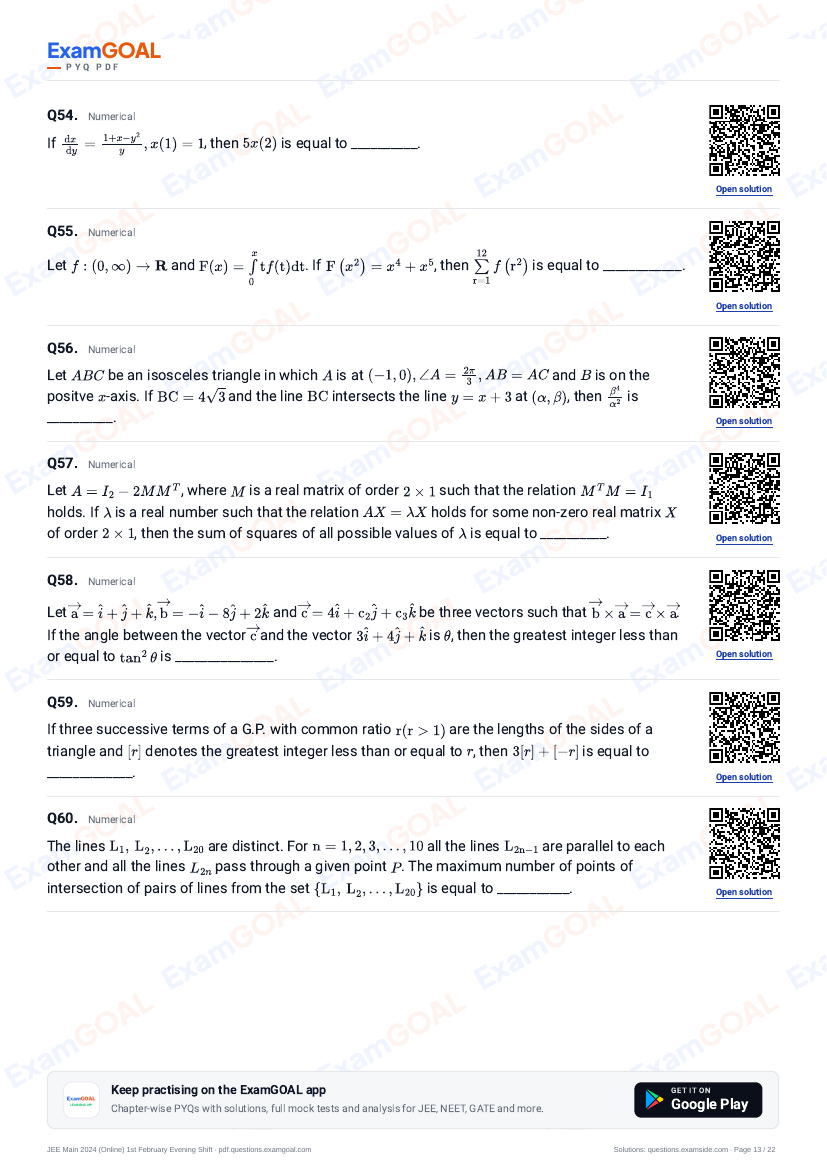 ExamGOAL
PYQ PDF
Q54. Numerical
If dx/dy = (1+x−y²)/y, x(1) = 1, then 5x(2) is equal to __________.
Open solution
Q55. Numerical
Let f : (0, ∞) → R and F(x) = ∫₀ˣ tf(t)dt. If F(x²) = x⁴ + x⁵, then ∑_{r=1}^{12} f(r²) is equal to ____________.
Open solution
Q56. Numerical
Let ABC be an isosceles triangle in which A is at (−1, 0), ∠A = 2π/3, AB = AC and B is on the
positve x-axis. If BC = 4√3 and the line BC intersects the line y = x + 3 at (α, β), then β⁴/α² is
__________.
Open solution
Q57. Numerical
Let A = I₂ − 2MMᵀ, where M is a real matrix of order 2 × 1 such that the relation MᵀM = I₁
holds. If λ is a real number such that the relation AX = λX holds for some non-zero real matrix X
of order 2 × 1, then the sum of squares of all possible values of λ is equal to __________.
Open solution
Q58. Numerical
Let a⃗ = î + ĵ + k̂, b⃗ = −î − 8ĵ + 2k̂ and c⃗ = 4î + c₂ĵ + c₃k̂ be three vectors such that b⃗ × a⃗ = c⃗ × a⃗
If the angle between the vector c⃗ and the vector 3î + 4ĵ + k̂ is θ, then the greatest integer less than
or equal to tan² θ is _______________.
Open solution
Q59. Numerical
If three successive terms of a G.P. with common ratio r(r > 1) are the lengths of the sides of a
triangle and [r] denotes the greatest integer less than or equal to r, then 3[r] + [−r] is equal to
_____________.
Open solution
Q60. Numerical
The lines L₁, L₂, . . . , L₂₀ are distinct. For n = 1, 2, 3, . . . , 10 all the lines L₂ₙ₋₁ are parallel to each
other and all the lines L₂ₙ pass through a given point P. The maximum number of points of
intersection of pairs of lines from the set {L₁, L₂, . . . , L₂₀} is equal to ___________.
Open solution
Keep practising on the ExamGOAL app
Chapter-wise PYQs with solutions, full mock tests and analysis for JEE, NEET, GATE and more.
GET IT ON
Google Play
JEE Main 2024 (Online) 1st February Evening Shift · pdf.questions.examgoal.com
Solutions: questions.examside.com · Page 13 / 22